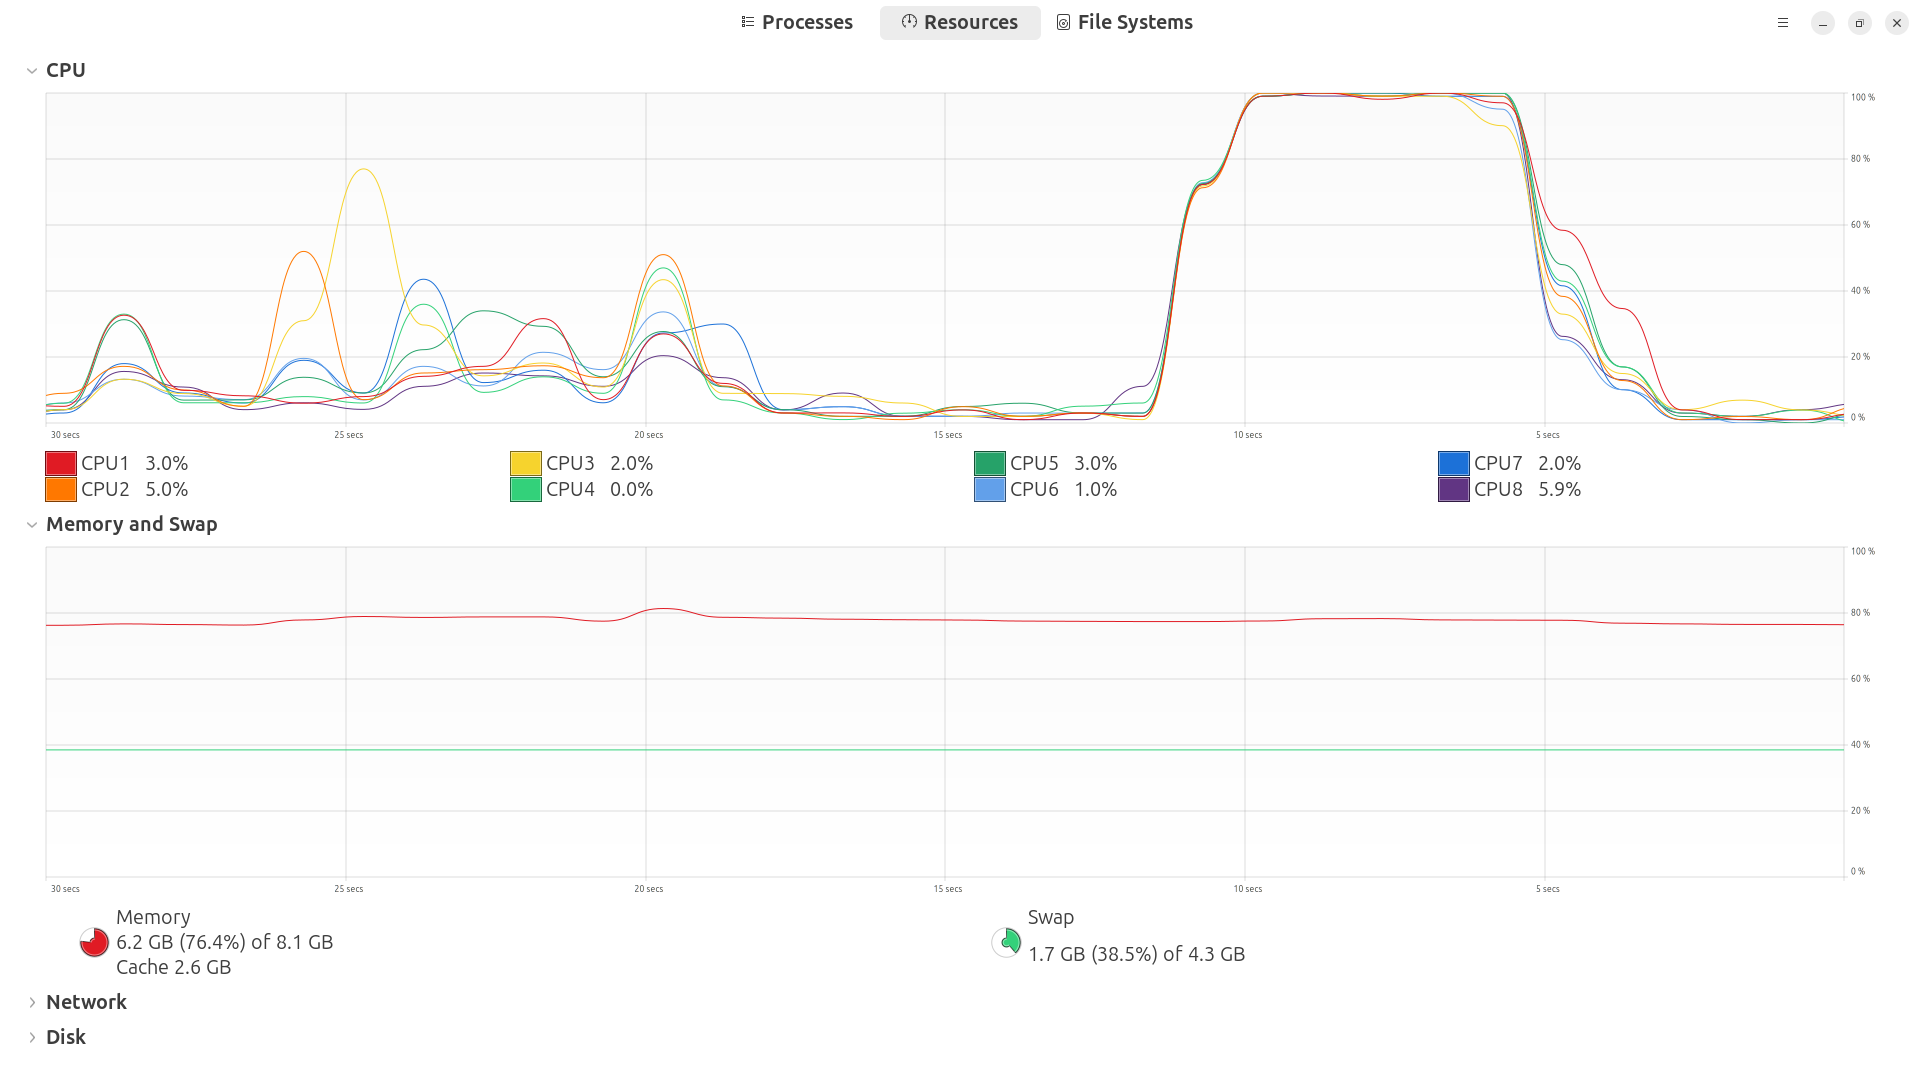 Processes Resources File Systems
CPU
100 %
80 %
60 %
40 %
20 %
0 %
30 secs 25 secs 20 secs 15 secs 10 secs 5 secs
CPU1 3.0% CPU3 2.0% CPU5 3.0% CPU7 2.0%
CPU2 5.0% CPU4 0.0% CPU6 1.0% CPU8 5.9%
Memory and Swap
100 %
80 %
60 %
40 %
20 %
0 %
30 secs 25 secs 20 secs 15 secs 10 secs 5 secs
Memory
6.2 GB (76.4%) of 8.1 GB
Cache 2.6 GB
Swap
1.7 GB (38.5%) of 4.3 GB
Network
Disk